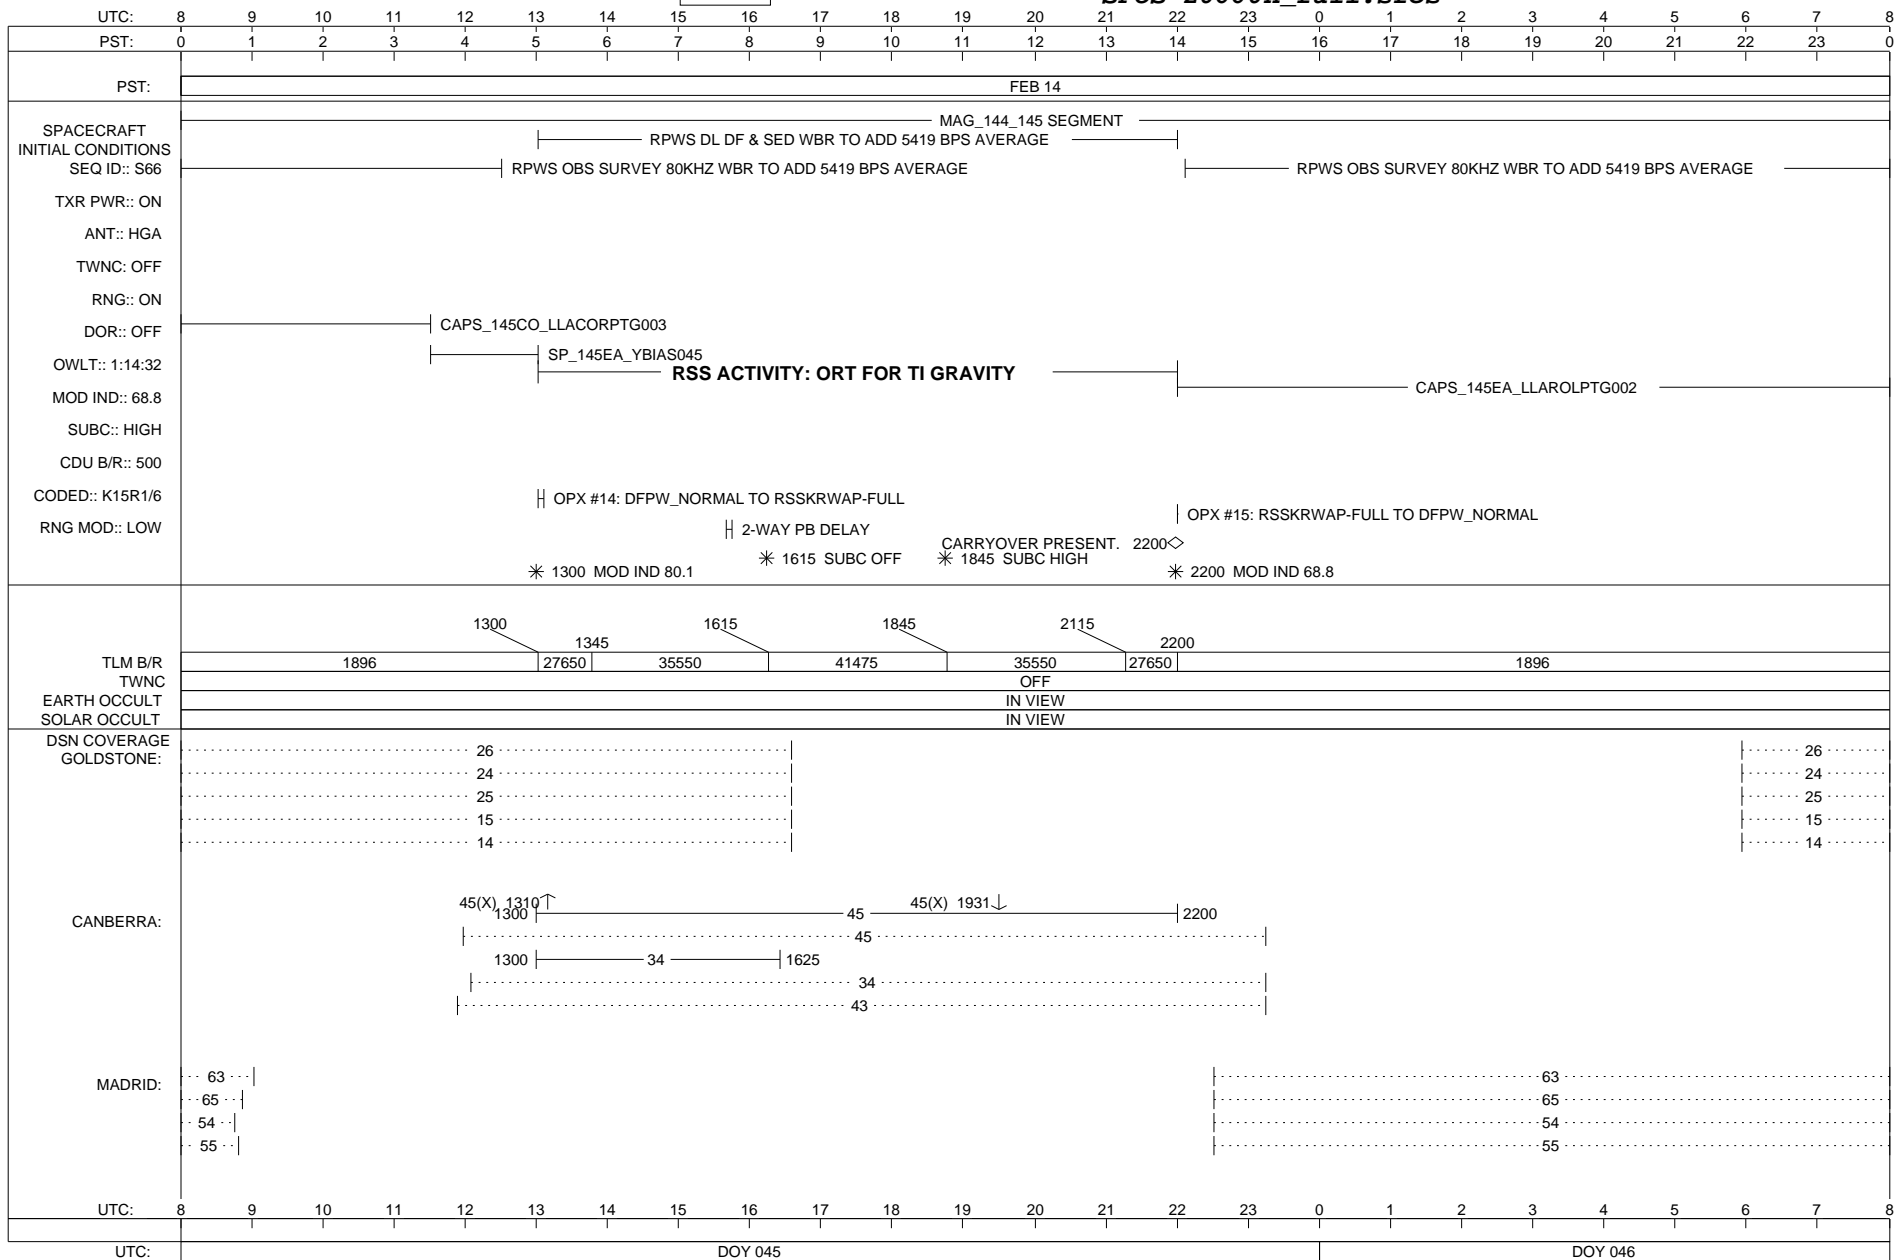 UTC: 8 9 10 11 12 13 14 15 16 17 18 19 20 21 22 23 0 1 2 3 4 5 6 7 8
PST: 0 1 2 3 4 5 6 7 8 9 10 11 12 13 14 15 16 17 18 19 20 21 22 23 0
PST: FEB 14
MAG_144_145 SEGMENT
SPACECRAFT
INITIAL CONDITIONS
RPWS DL DF & SED WBR TO ADD 5419 BPS AVERAGE
SEQ ID:: S66
RPWS OBS SURVEY 80KHZ WBR TO ADD 5419 BPS AVERAGE
RPWS OBS SURVEY 80KHZ WBR TO ADD 5419 BPS AVERAGE
TXR PWR:: ON
ANT:: HGA
TWNC: OFF
RNG:: ON
DOR:: OFF
CAPS_145CO_LLACORPTG003
SP_145EA_YBIAS045
OWLT:: 1:14:32
RSS ACTIVITY: ORT FOR TI GRAVITY
CAPS_145EA_LLAROLPTG002
MOD IND:: 68.8
SUBC:: HIGH
CDU B/R:: 500
CODED:: K15R1/6
OPX #14: DFPW_NORMAL TO RSSKRWAP-FULL
OPX #15: RSSKRWAP-FULL TO DFPW_NORMAL
RNG MOD:: LOW
2-WAY PB DELAY
CARRYOVER PRESENT. 2200
1615 SUBC OFF
1845 SUBC HIGH
1300 MOD IND 80.1
2200 MOD IND 68.8
1300 1615 1845 2115
1345 2200
TLM B/R 1896 27650 35550 41475 35550 27650 1896
TWNC OFF
EARTH OCCULT IN VIEW
SOLAR OCCULT IN VIEW
DSN COVERAGE
GOLDSTONE:
26 26
24 24
25 25
15 15
14 14
45(X) 1310 45(X) 1931
CANBERRA:
1300 45 2200
45
1300 34 1625
34
43
MADRID:
63 63
65 65
54 54
55 55
UTC: 8 9 10 11 12 13 14 15 16 17 18 19 20 21 22 23 0 1 2 3 4 5 6 7 8
UTC: DOY 045 DOY 046